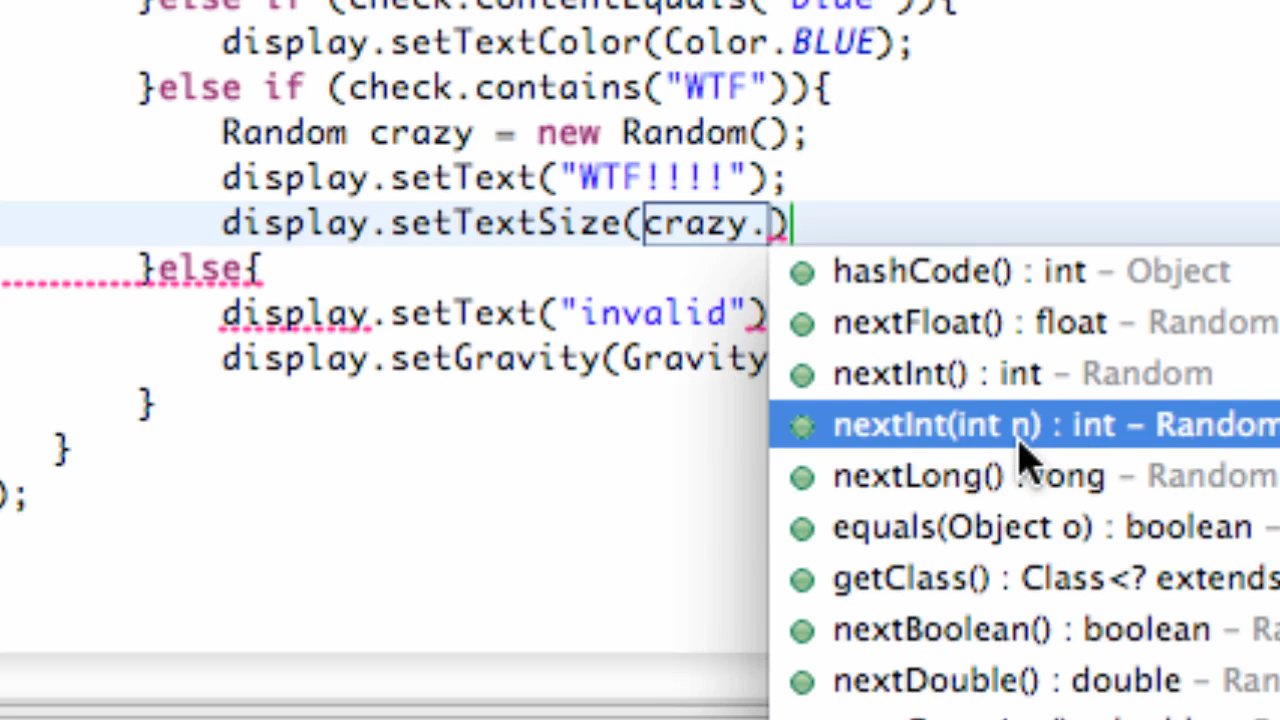 }else if (check.contentEquals("blue")){
display.setTextColor(Color.BLUE);
}else if (check.contains("WTF")){
Random crazy = new Random();
display.setText("WTF!!!!");
display.setTextSize(crazy.)
}else{
display.setText("invalid")
display.setGravity(Gravity
}
}
);
hashCode() : int – Object
nextFloat() : float – Random
nextInt() : int – Random
nextInt(int n) : int – Random
nextLong() : long – Random
equals(Object o) : boolean –
getClass() : Class<? extends
nextBoolean() : boolean – Ra
nextDouble() : double – Ran